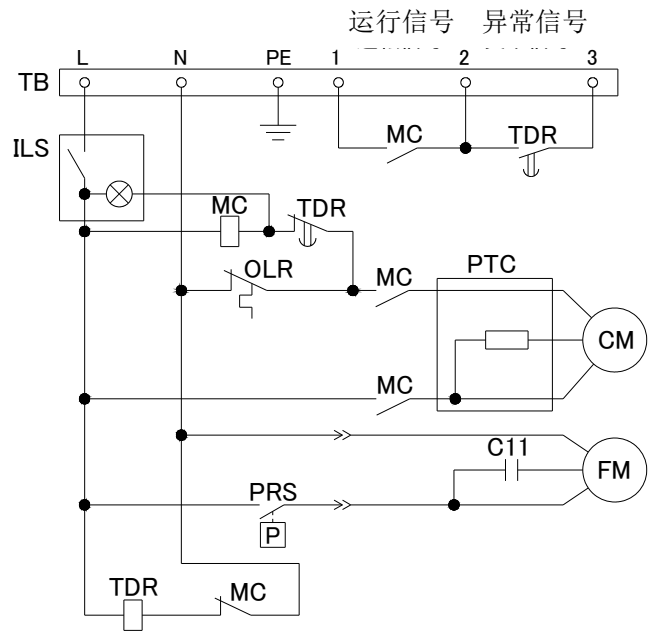 运行信号 异常信号
L N PE 1 2 3
TB
MC TDR
ILS
MC TDR
OLR MC PTC
CM
MC
C11
FM
PRS
P
TDR MC